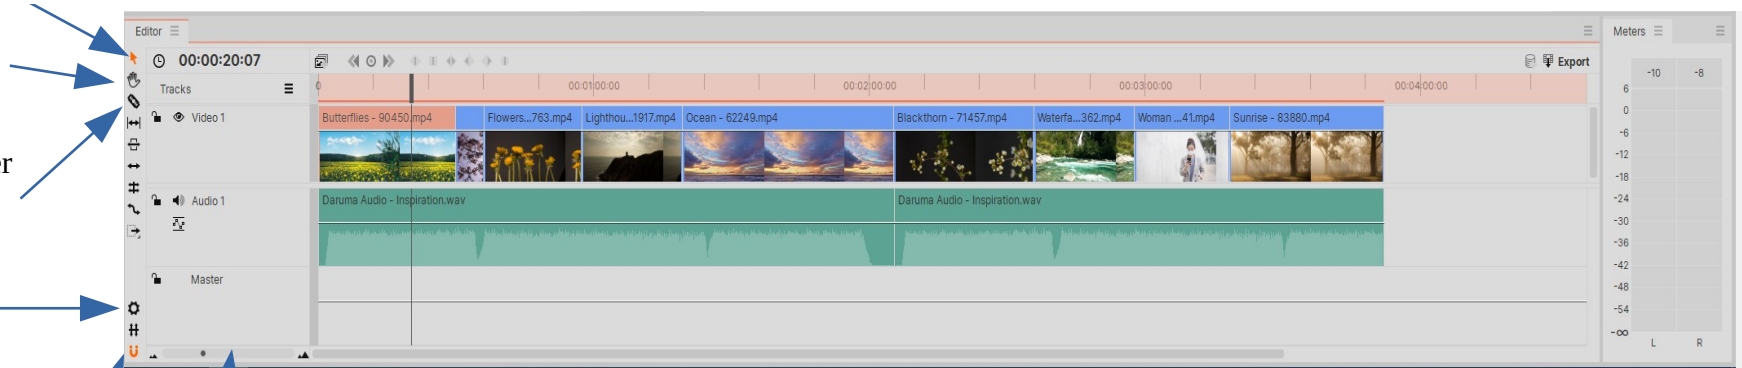 Editor
Meters
00:00:20:07
Export
Tracks
0
00:01:00:00
00:02:00:00
00:03:00:00
00:04:00:00
-10
-8
6
0
-6
-12
-18
-24
-30
-36
-42
-48
-54
-∞
L
R
Video 1
Butterflies - 90450.mp4
Flowers...763.mp4
Lighthou...1917.mp4
Ocean - 62249.mp4
Blackthorn - 71457.mp4
Waterfa...362.mp4
Woman ...41.mp4
Sunrise - 83880.mp4
er
Audio 1
Daruma Audio - Inspiration.wav
Daruma Audio - Inspiration.wav
Master